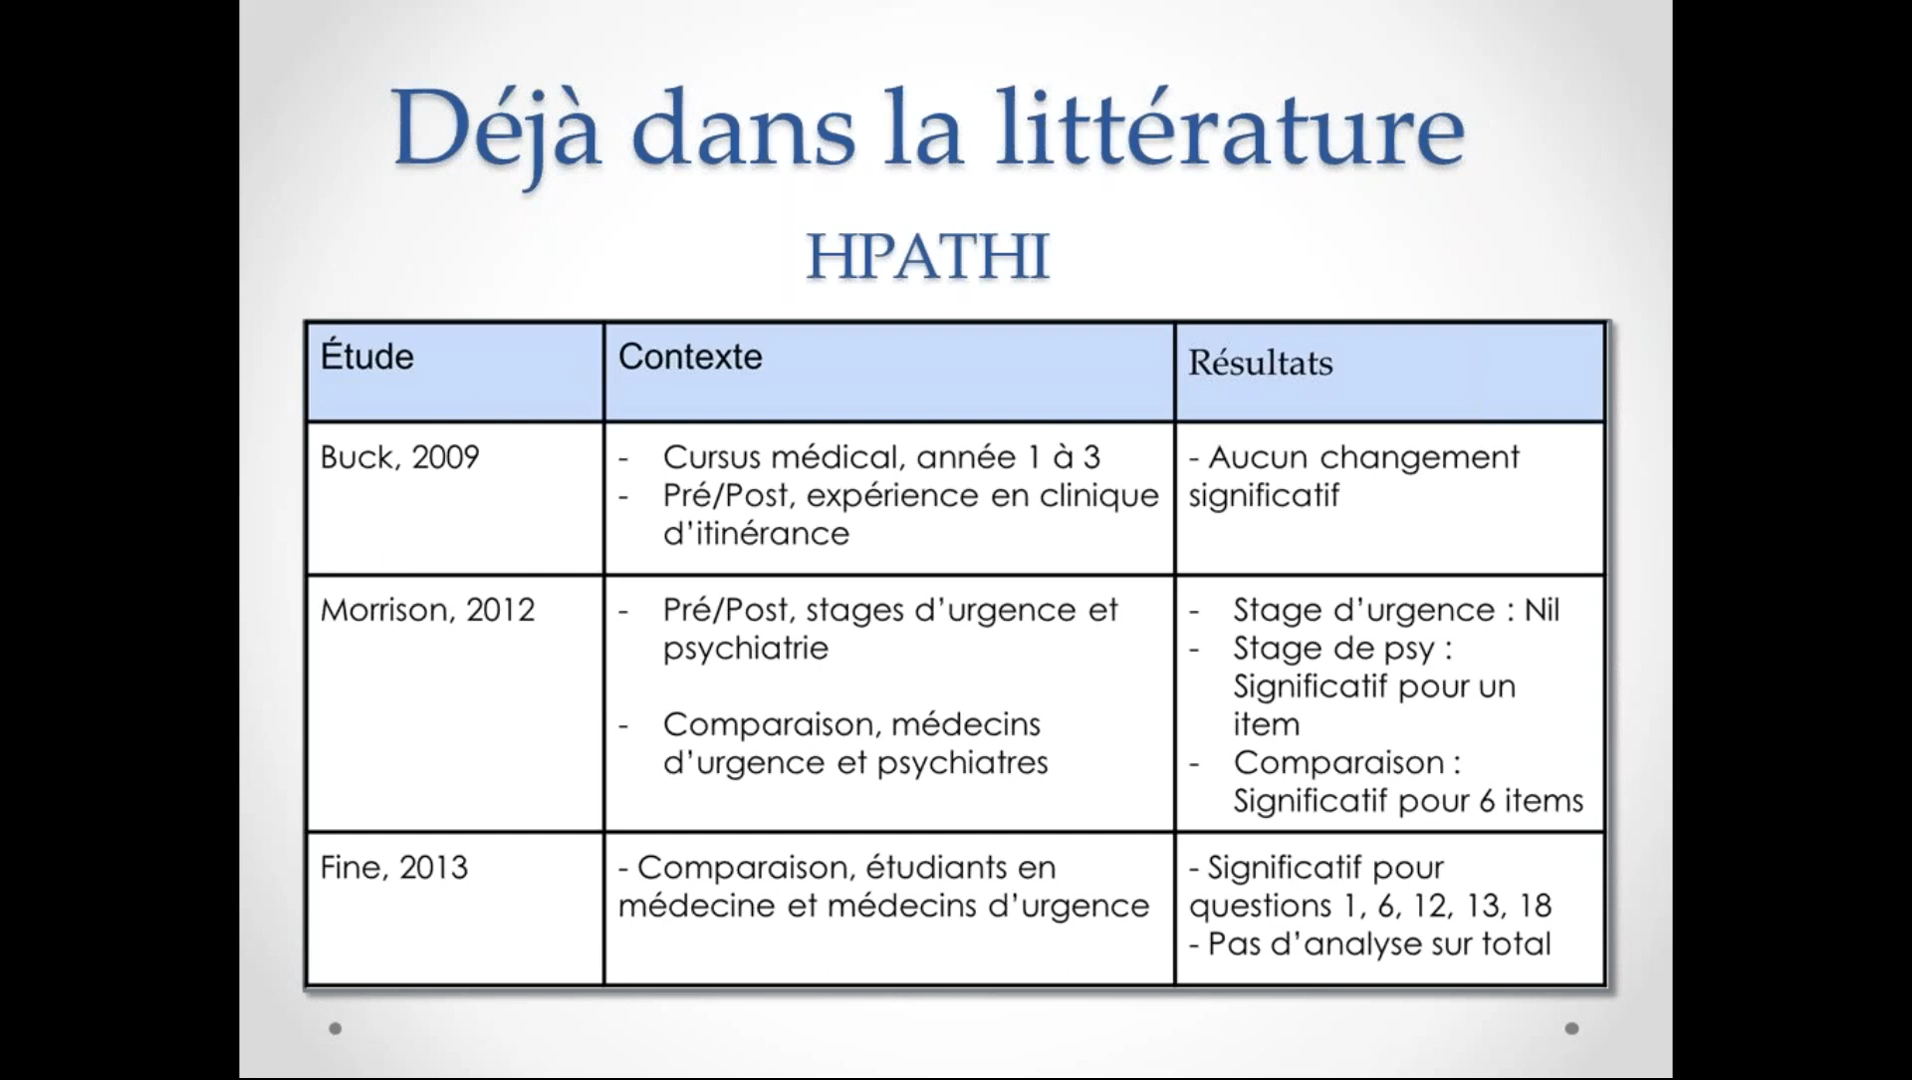 Déjà dans la littérature
HPATHI
Étude
Contexte
Résultats
Buck, 2009
- Cursus médical, année 1 à 3
- Pré/Post, expérience en clinique
d’itinérance
- Aucun changement
significatif
Morrison, 2012
- Pré/Post, stages d’urgence et
psychiatrie
- Comparaison, médecins
d’urgence et psychiatres
- Stage d’urgence : Nil
- Stage de psy :
Significatif pour un
item
- Comparaison :
Significatif pour 6 items
Fine, 2013
- Comparaison, étudiants en
médecine et médecins d’urgence
- Significatif pour
questions 1, 6, 12, 13, 18
- Pas d’analyse sur total